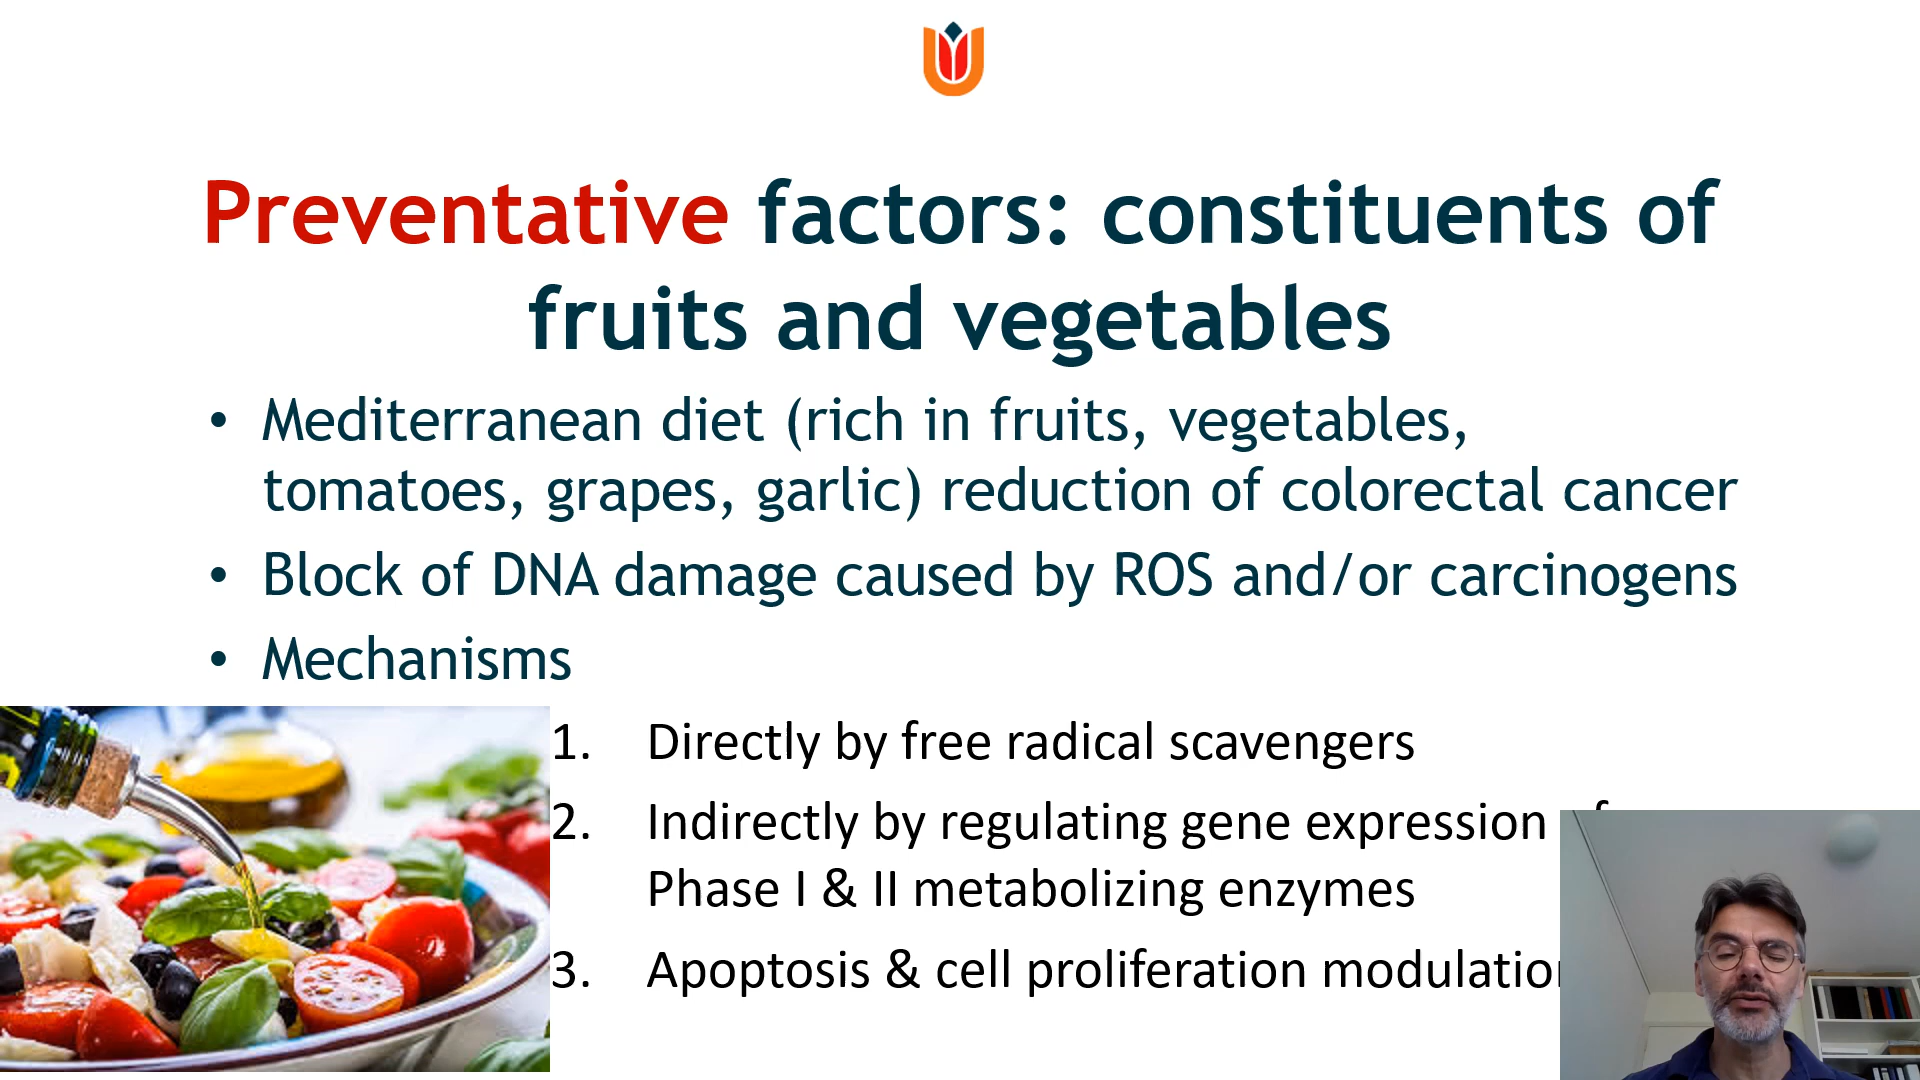 Preventative factors: constituents of
fruits and vegetables
• Mediterranean diet (rich in fruits, vegetables,
tomatoes, grapes, garlic) reduction of colorectal cancer
• Block of DNA damage caused by ROS and/or carcinogens
• Mechanisms
1. Directly by free radical scavengers
2. Indirectly by regulating gene expression
Phase I & II metabolizing enzymes
3. Apoptosis & cell proliferation modulation